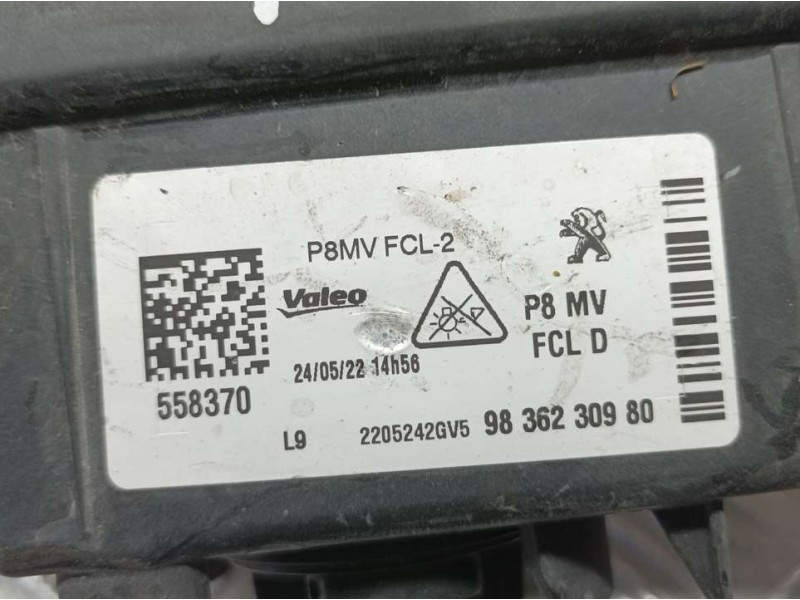 P8MV FCL-2
Valeo
24/05/22 14h56
P8 MV
FCL D
558370
L9 2205242GV5 98 362 309 80